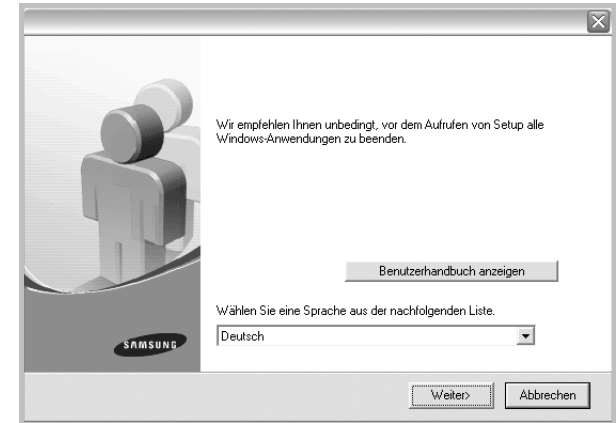 Wir empfehlen Ihnen unbedingt, vor dem Aufrufen von Setup alle
Windows-Anwendungen zu beenden.
Benutzerhandbuch anzeigen
Wählen Sie eine Sprache aus der nachfolgenden Liste.
SAMSUNG
Deutsch
Weiter>
Abbrechen